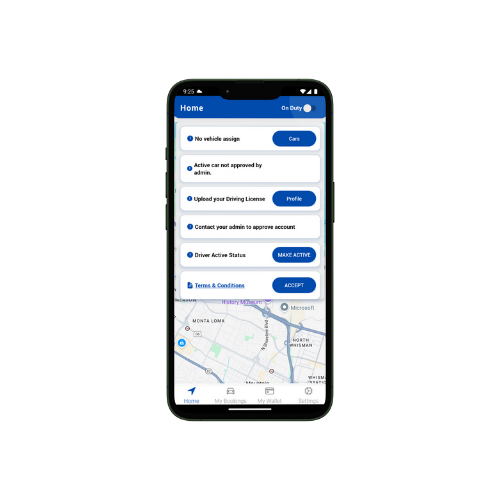 9:25
Home
On Duty
No vehicle assign
Cars
Active car not approved by
admin.
Upload your Driving License
Profile
Contact your admin to approve account
Driver Active Status
MAKE ACTIVE
Terms & Conditions
ACCEPT
History Museum
Microsoft
MONTA LOMA
NORTH
WHISMAN
Home
My Bookings
My Wallet
Settings